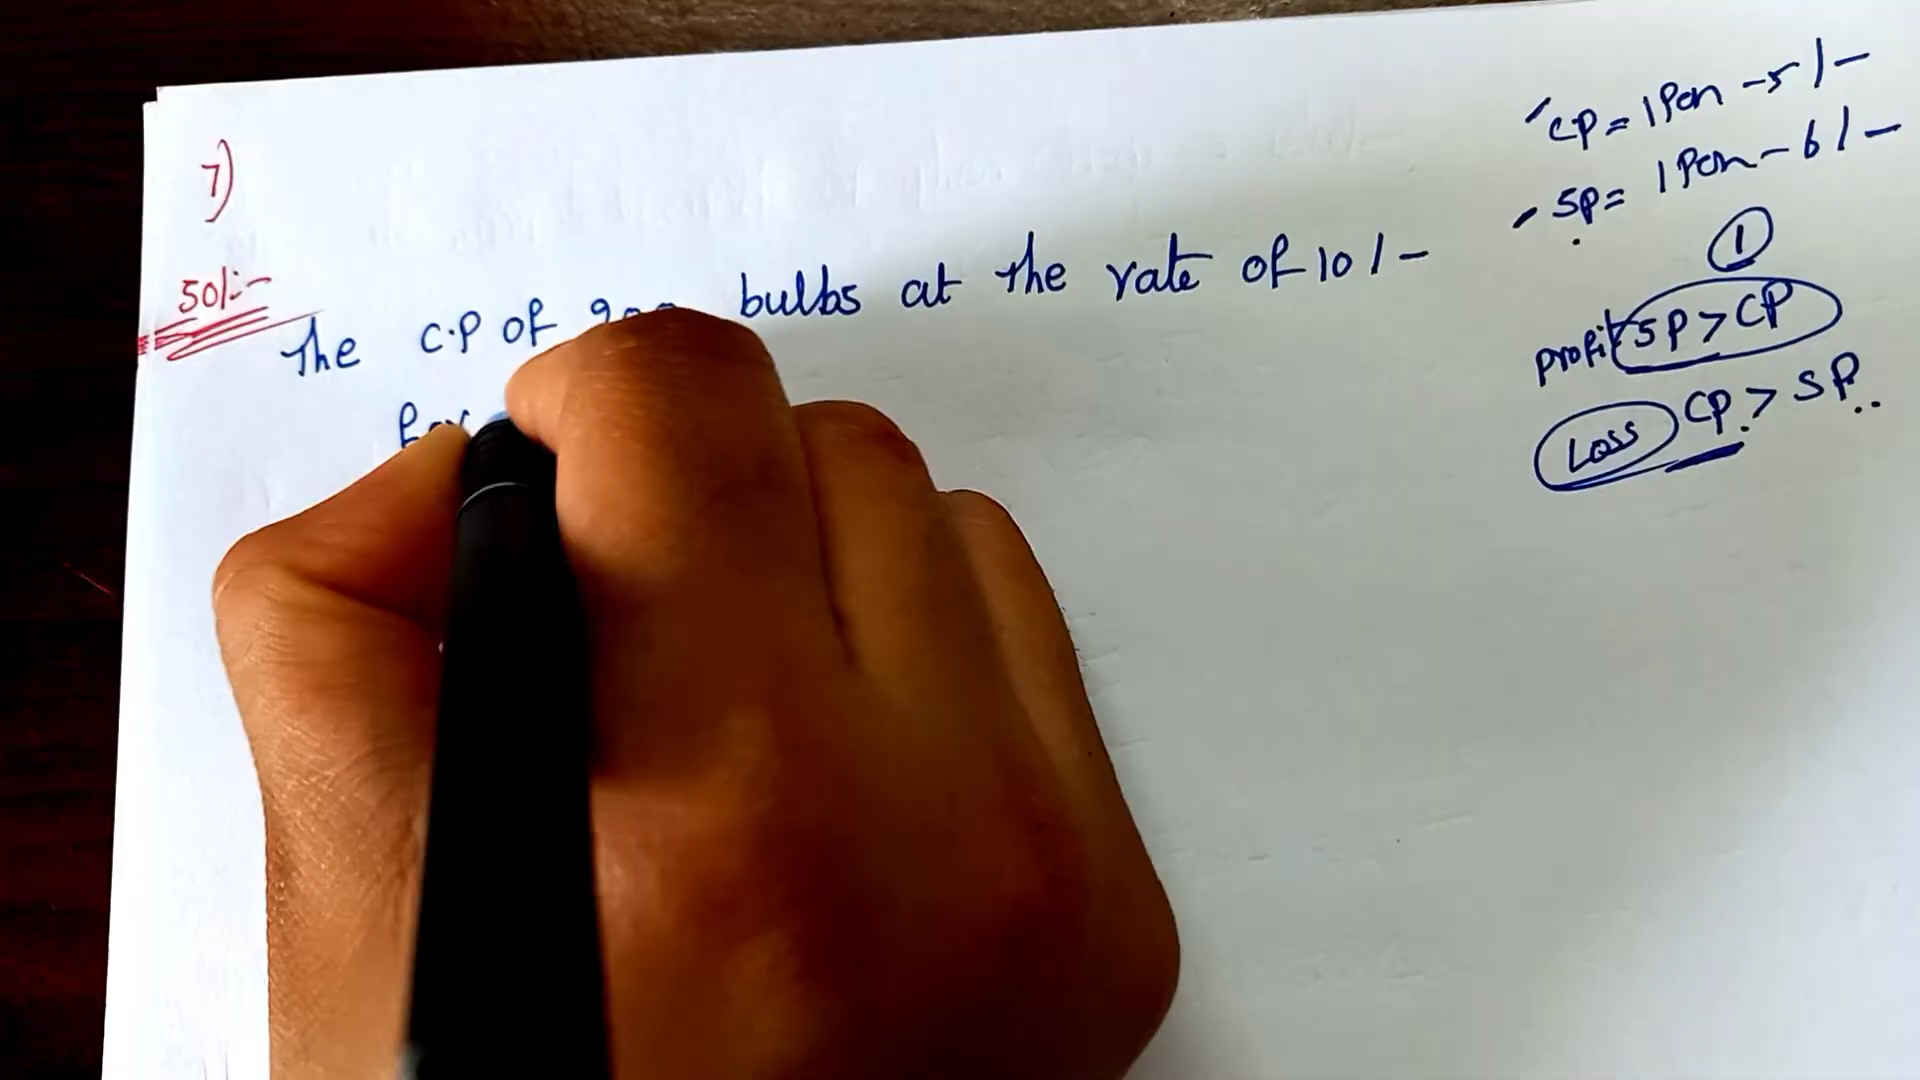 7)
50/:-
The C.P of bulbs at the rate of 10/-
CP = 1 Pen - 5/-
SP = 1 Pen - 6/-
1
profit SP > CP
Loss CP > SP..